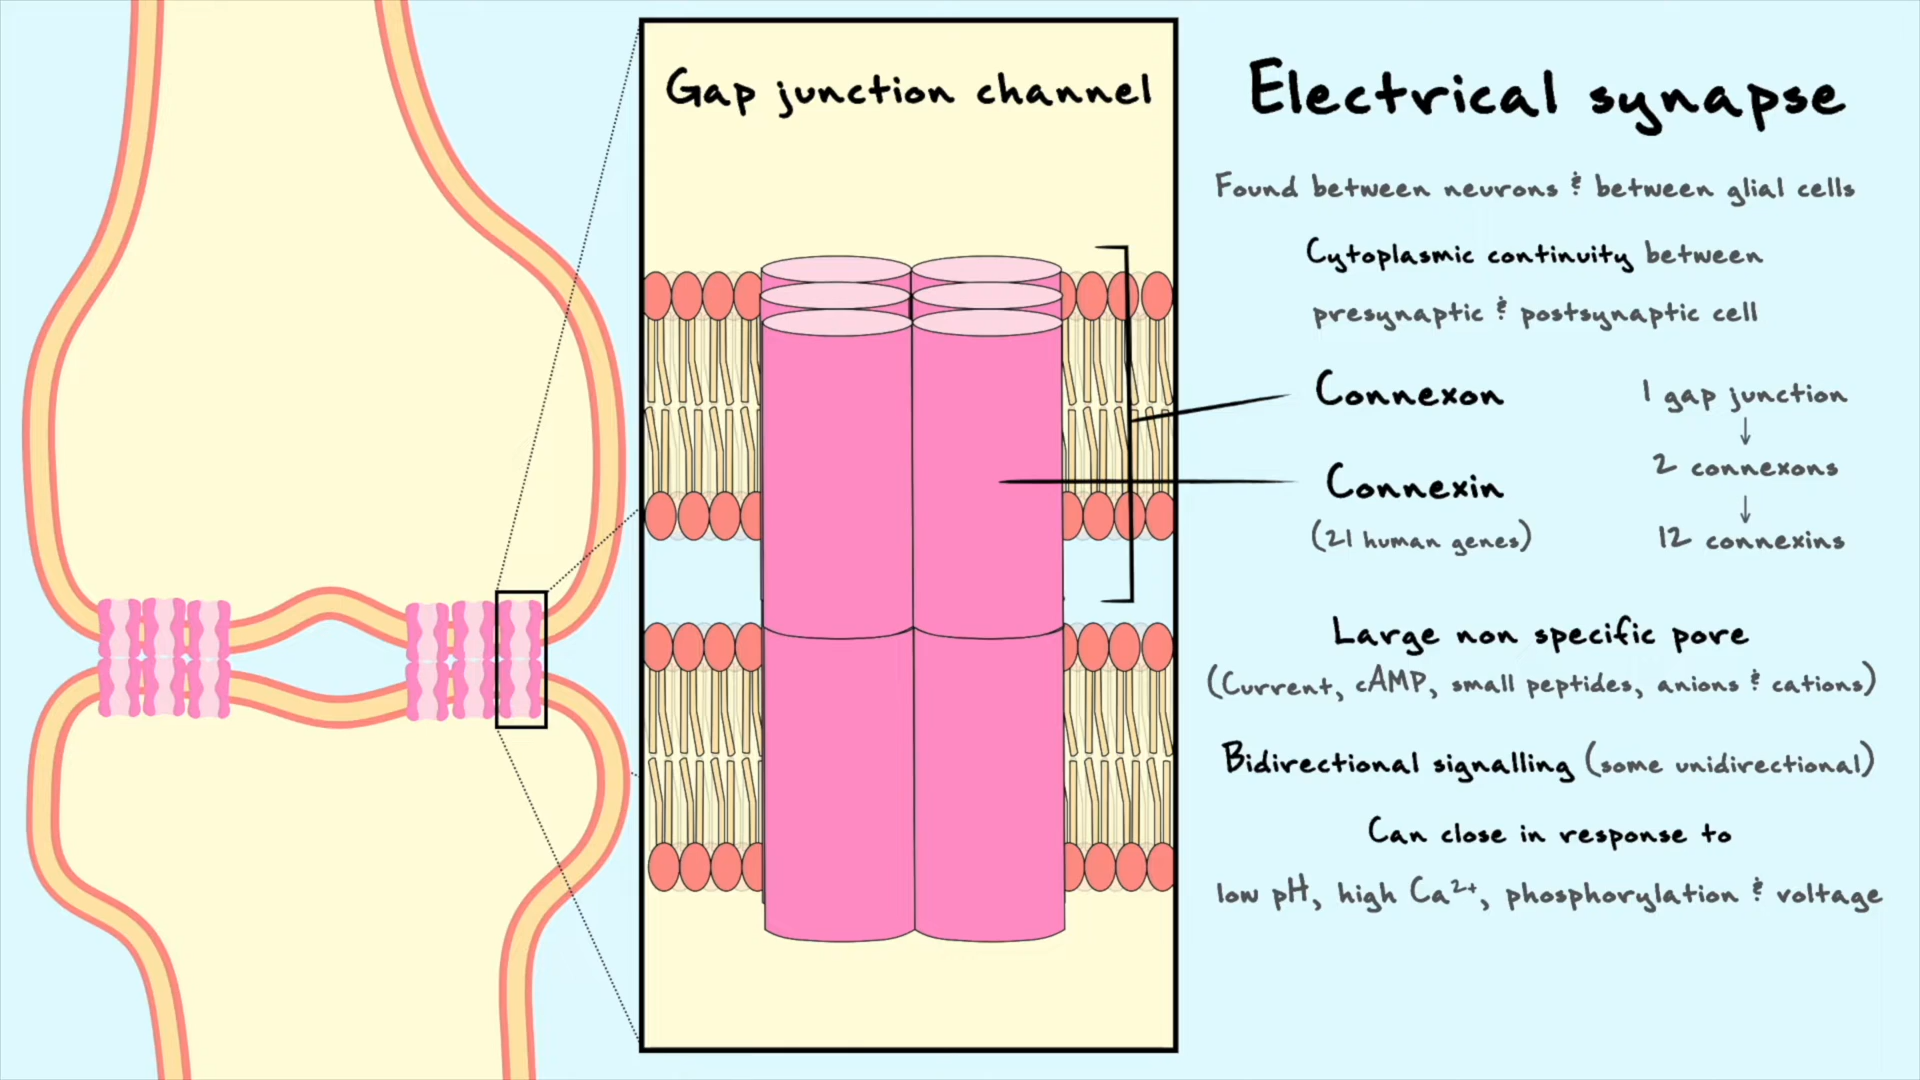 Gap junction channel
Electrical synapse
Found between neurons & between glial cells
Cytoplasmic continuity between
presynaptic & postsynaptic cell
Connexon
Connexin
(21 human genes)
1 gap junction
↓
2 connexons
↓
12 connexins
Large non specific pore
(Current, cAMP, small peptides, anions & cations)
Bidirectional signalling (some unidirectional)
Can close in response to
low pH, high Ca²⁺, phosphorylation & voltage